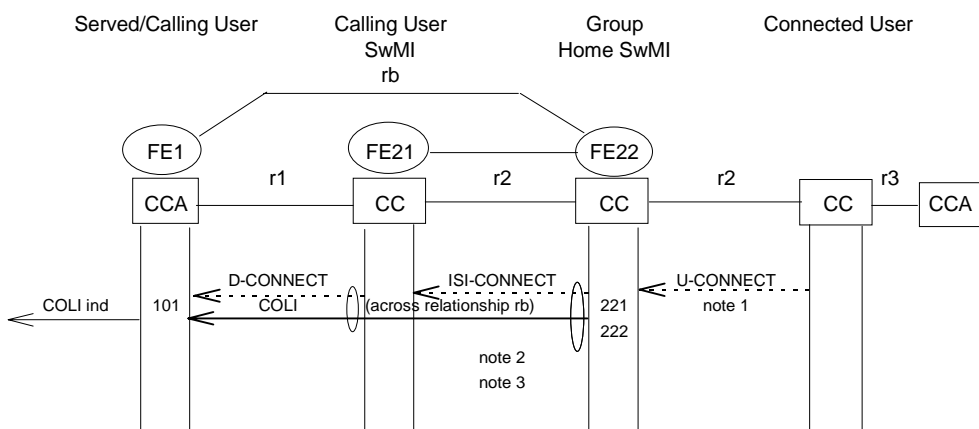 Served/Calling User
Calling User
SwMI
Group
Home SwMI
Connected User
rb
FE1
FE21
FE22
r1
r2
r2
r3
CCA
CC
CC
CC
CCA
D-CONNECT
ISI-CONNECT
U-CONNECT
COLI ind
101
COLI
(across relationship rb)
221
note 1
222
note 2
note 3